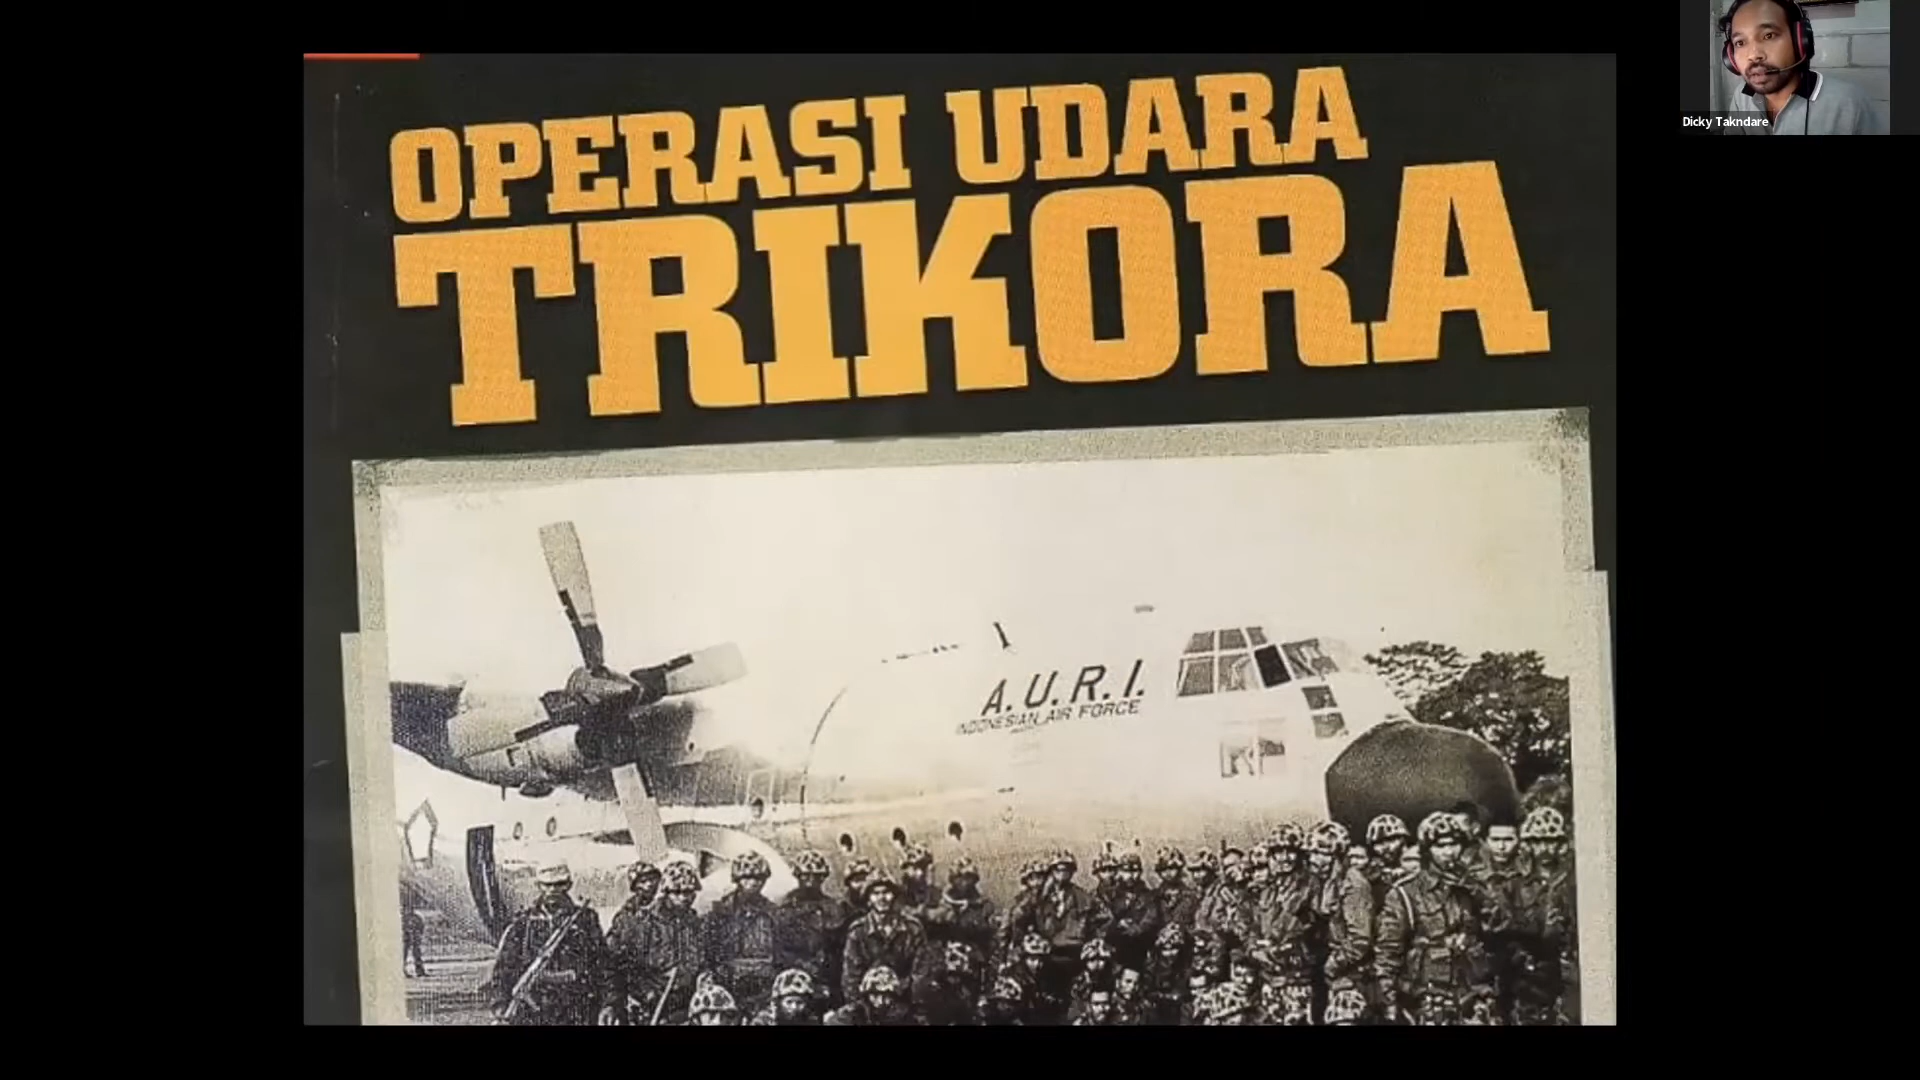 OPERASI UDARA
TRIKORA
A.U.R.I.
INDONESIAN AIR FORCE
Dicky Takndare